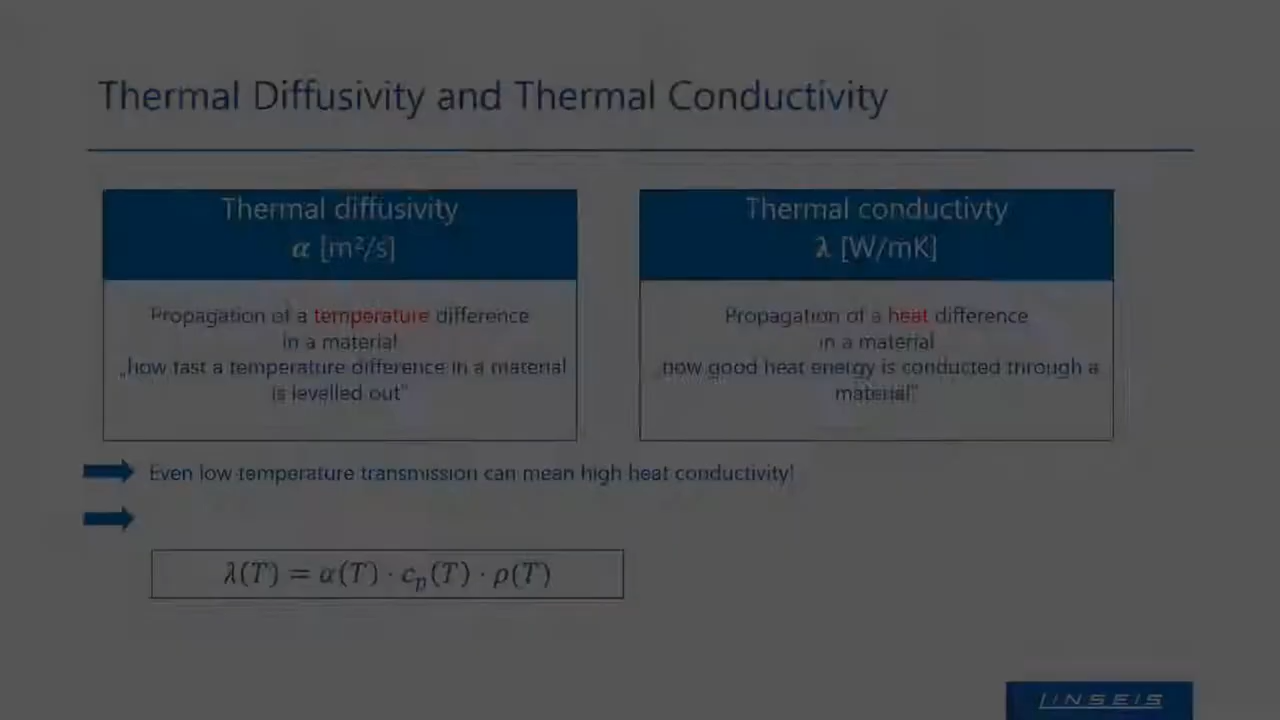 Thermal Diffusivity and Thermal Conductivity
Thermal diffusivity
α [m²/s]
Propagation of a temperature difference
in a material
„how fast a temperature difference in a material
is levelled out“
Thermal conductivty
λ [W/mK]
Propagation of a heat difference
in a material
„how good heat energy is conducted through a
material“
Even low temperature transmission can mean high heat conductivity!
λ(T) = α(T) · cₚ(T) · ρ(T)
LINSEIS